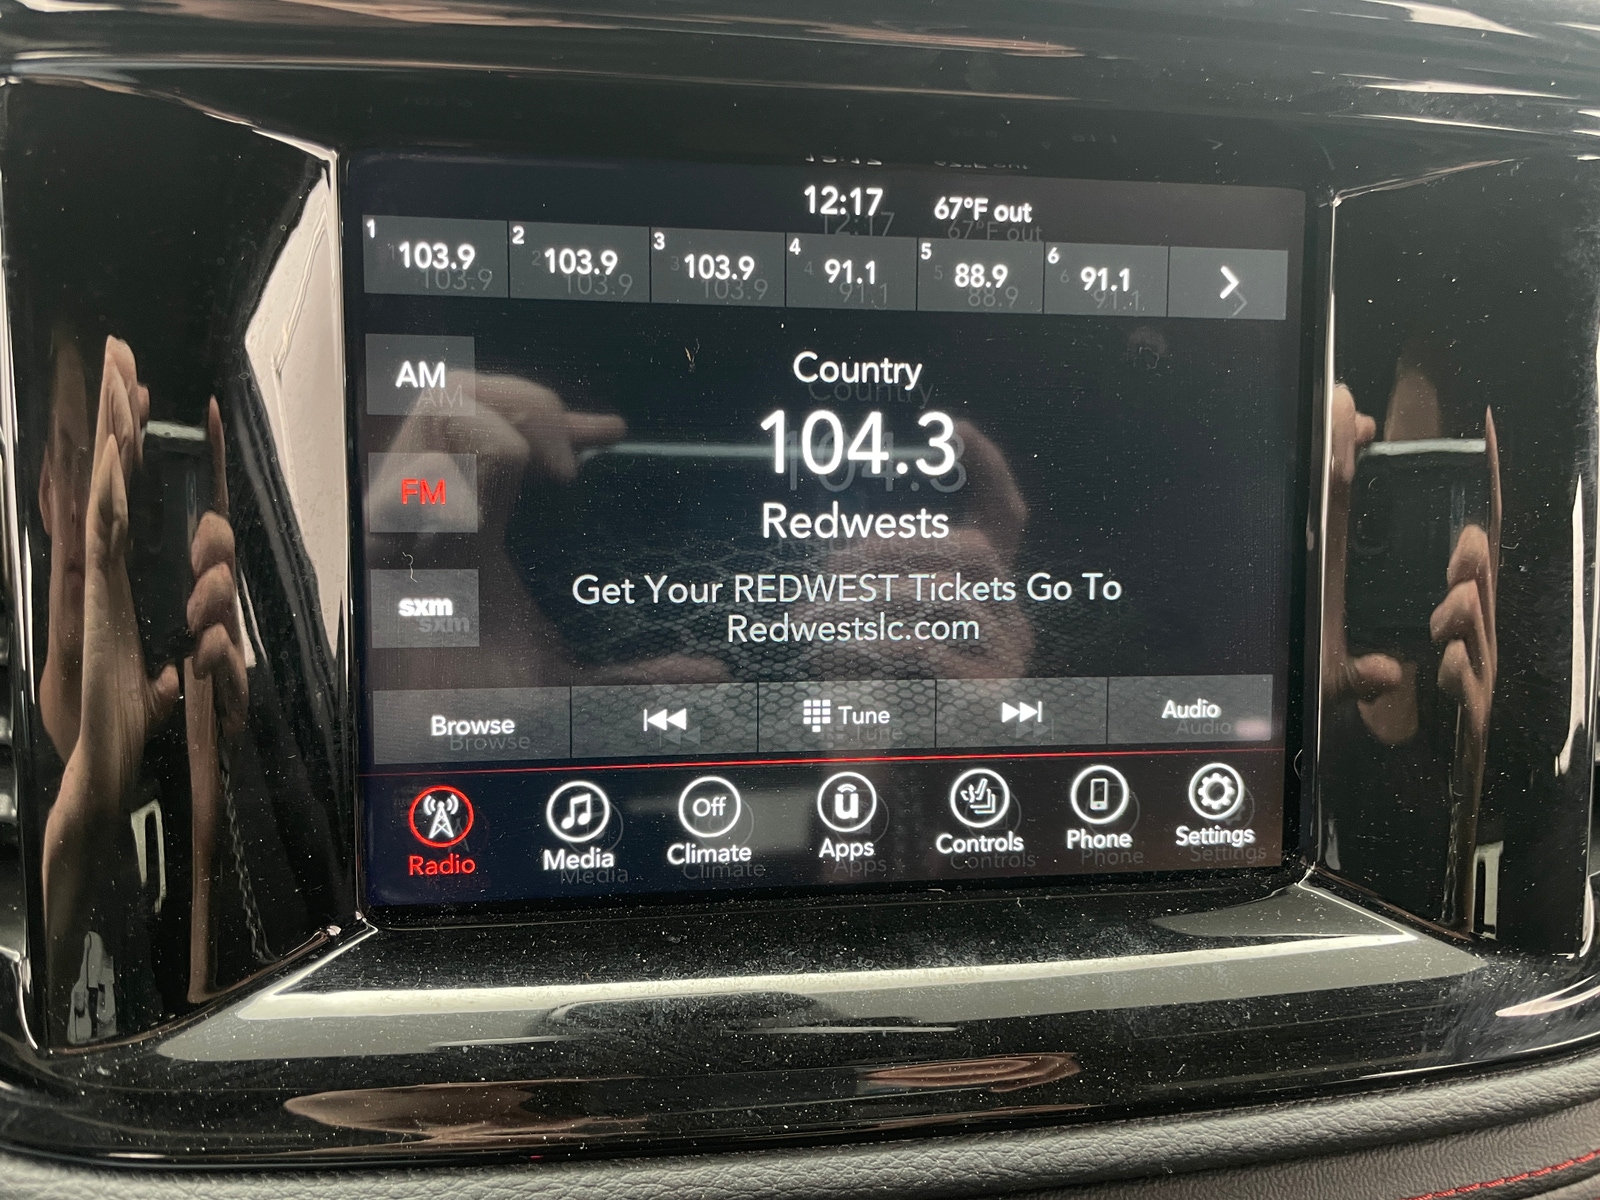 12:17 67°F out
1 103.9 2 103.9 3 103.9 4 91.1 5 88.9 6 91.1
AM
FM
sxm
Country
104.3
Redwests
Get Your REDWEST Tickets Go To
Redwestslc.com
Browse Tune Audio
Off
Radio Media Climate Apps Controls Phone Settings